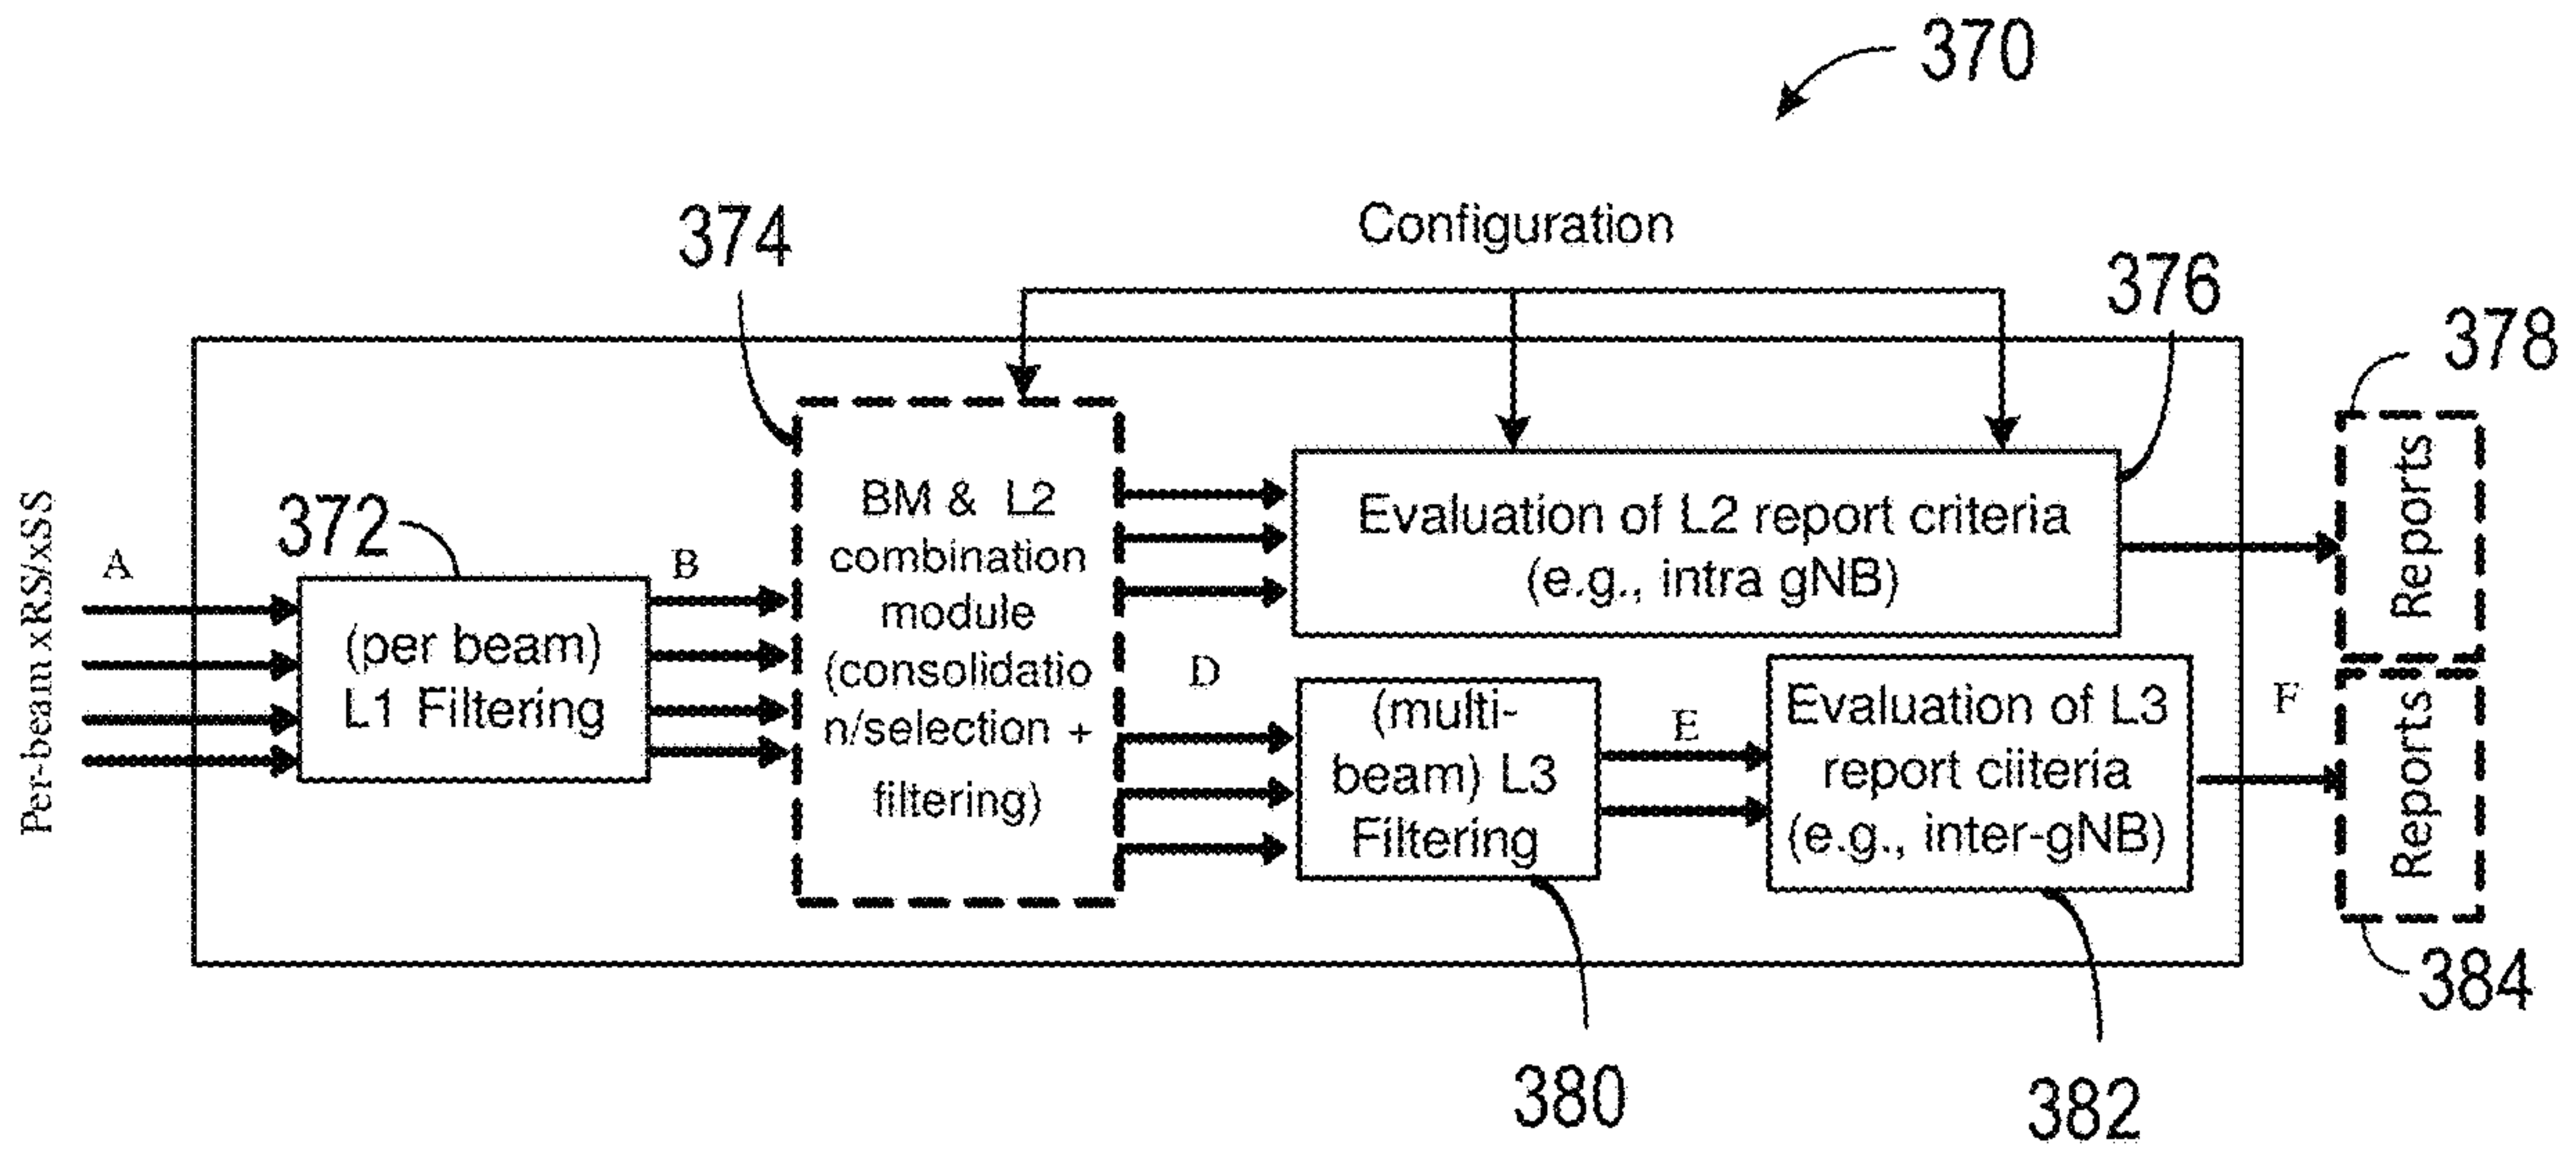 370
Configuration
374
376
378
372
384
380
382
Per-beam xRS/xSS
A
B
D
E
F
(per beam)
L1 Filtering
BM & L2
combination
module
(consolidatio
n/selection +
filtering)
Evaluation of L2 report criteria
(e.g., intra gNB)
(multi-
beam) L3
Filtering
Evaluation of L3
report ciiteria
(e.g., inter-gNB)
Reports
Reports